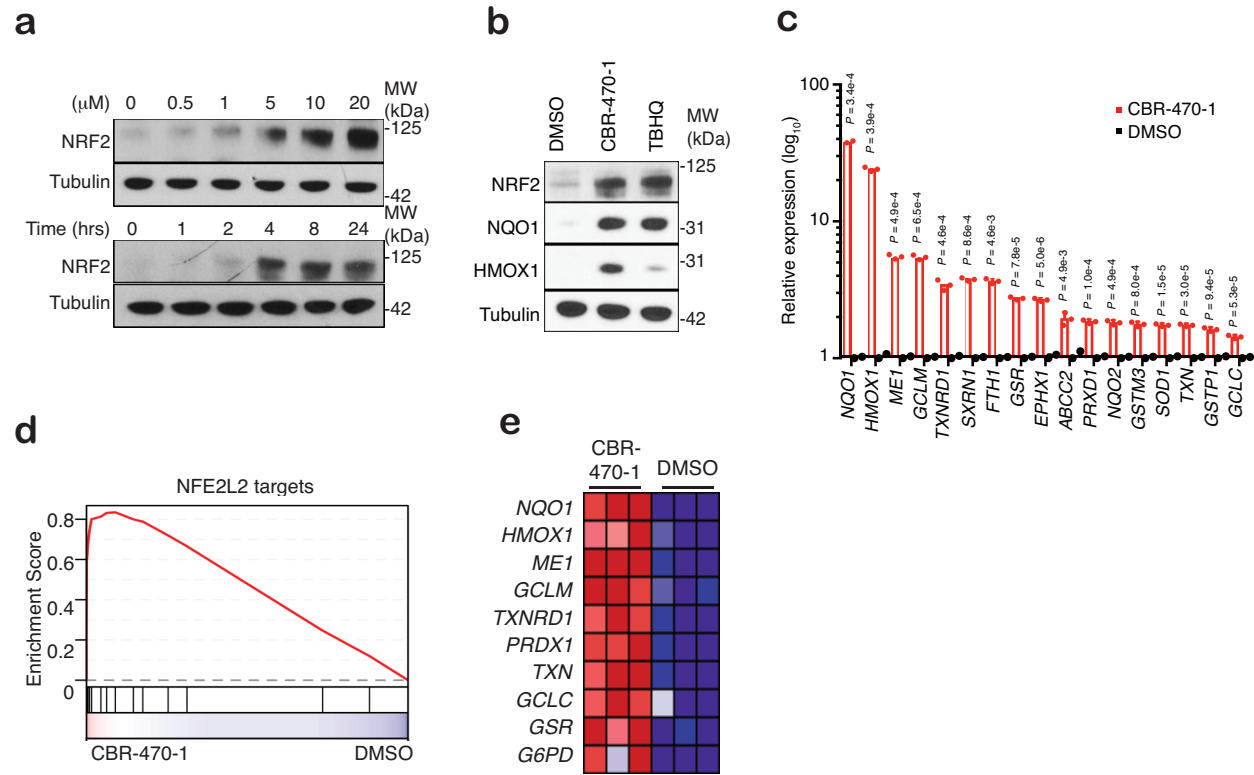 a
(μM) 0 0.5 1 5 10 20 MW (kDa)
NRF2 -125
Tubulin -42
Time (hrs) 0 1 2 4 8 24 MW (kDa)
NRF2 -125
Tubulin -42
b
DMSO CBR-470-1 TBHQ MW (kDa)
NRF2 -125
NQO1 -31
HMOX1 -31
Tubulin -42
c
Relative expression (log10)
100
10
1
CBR-470-1
DMSO
P = 3.4e-4
P = 3.9e-4
P = 4.9e-4
P = 6.5e-4
P = 4.6e-4
P = 8.6e-4
P = 4.6e-3
P = 7.8e-5
P = 5.0e-6
P = 4.9e-3
P = 1.0e-4
P = 4.9e-4
P = 8.0e-4
P = 1.5e-5
P = 3.0e-5
P = 9.4e-5
P = 5.3e-5
NQO1
HMOX1
ME1
GCLM
TXNRD1
SXRN1
FTH1
GSR
EPHX1
ABCC2
PRXD1
NQO2
GSTM3
SOD1
TXN
GSTP1
GCLC
d
NFE2L2 targets
Enrichment Score
0.8
0.6
0.4
0.2
0
CBR-470-1 DMSO
e
CBR-
470-1 DMSO
NQO1
HMOX1
ME1
GCLM
TXNRD1
PRDX1
TXN
GCLC
GSR
G6PD